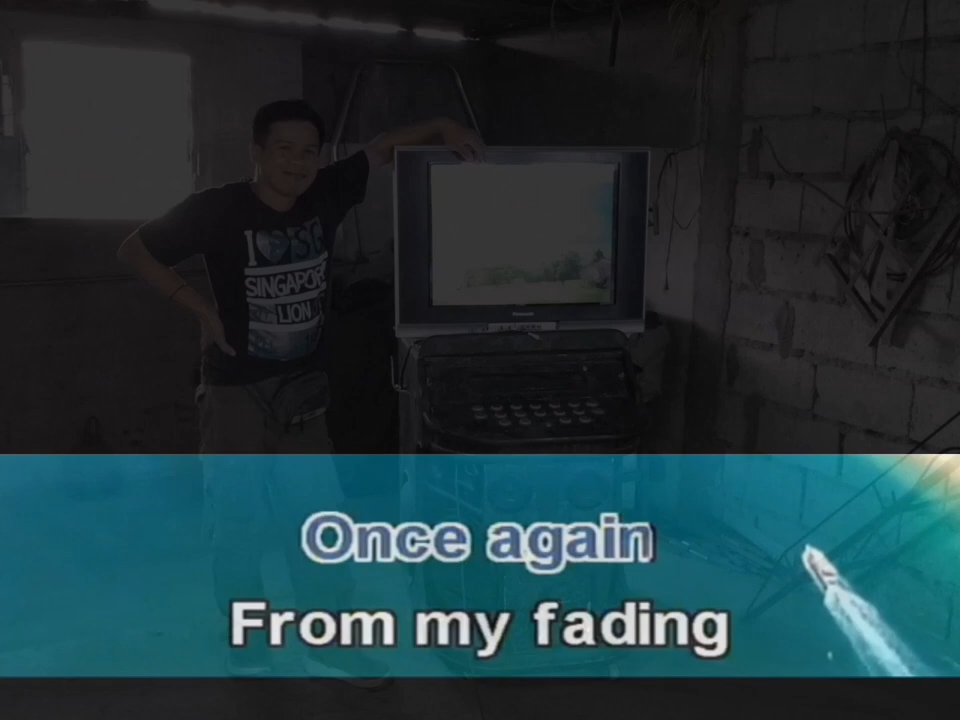 SINGAPORE
LION
Panasonic
Once again
From my fading